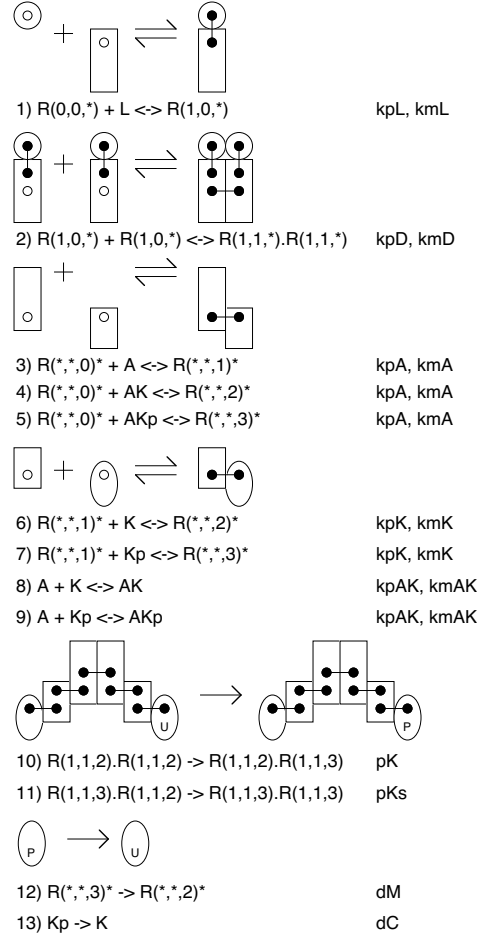 1) R(0,0,*) + L <-> R(1,0,*) kpL, kmL
2) R(1,0,*) + R(1,0,*) <-> R(1,1,*).R(1,1,*) kpD, kmD
3) R(*,*,0)* + A <-> R(*,*,1)* kpA, kmA
4) R(*,*,0)* + AK <-> R(*,*,2)* kpA, kmA
5) R(*,*,0)* + AKp <-> R(*,*,3)* kpA, kmA
6) R(*,*,1)* + K <-> R(*,*,2)* kpK, kmK
7) R(*,*,1)* + Kp <-> R(*,*,3)* kpK, kmK
8) A + K <-> AK kpAK, kmAK
9) A + Kp <-> AKp kpAK, kmAK
U P
10) R(1,1,2).R(1,1,2) -> R(1,1,2).R(1,1,3) pK
11) R(1,1,3).R(1,1,2) -> R(1,1,3).R(1,1,3) pKs
P U
12) R(*,*,3)* -> R(*,*,2)* dM
13) Kp -> K dC